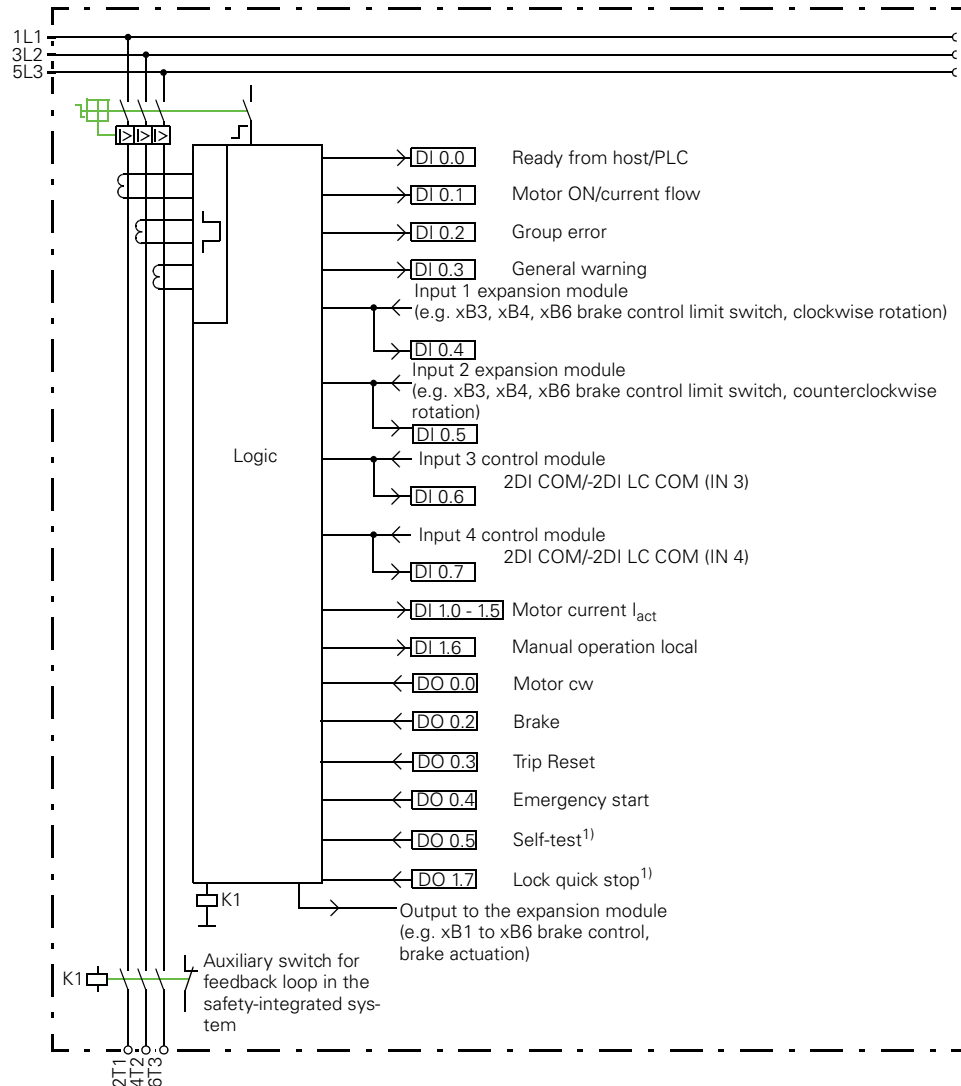 1L1
3L2
5L3
DI 0.0 Ready from host/PLC
DI 0.1 Motor ON/current flow
DI 0.2 Group error
DI 0.3 General warning
Input 1 expansion module
(e.g. xB3, xB4, xB6 brake control limit switch, clockwise rotation)
DI 0.4
Input 2 expansion module
(e.g. xB3, xB4, xB6 brake control limit switch, counterclockwise
rotation)
DI 0.5
Logic
Input 3 control module
2DI COM/-2DI LC COM (IN 3)
DI 0.6
Input 4 control module
2DI COM/-2DI LC COM (IN 4)
DI 0.7
DI 1.0 - 1.5 Motor current Iact
DI 1.6 Manual operation local
DO 0.0 Motor cw
DO 0.2 Brake
DO 0.3 Trip Reset
DO 0.4 Emergency start
DO 0.5 Self-test1)
DO 1.7 Lock quick stop1)
K1
Output to the expansion module
(e.g. xB1 to xB6 brake control,
brake actuation)
K1
Auxiliary switch for
feedback loop in the
safety-integrated sys-
tem
2T1
4T2
6T3